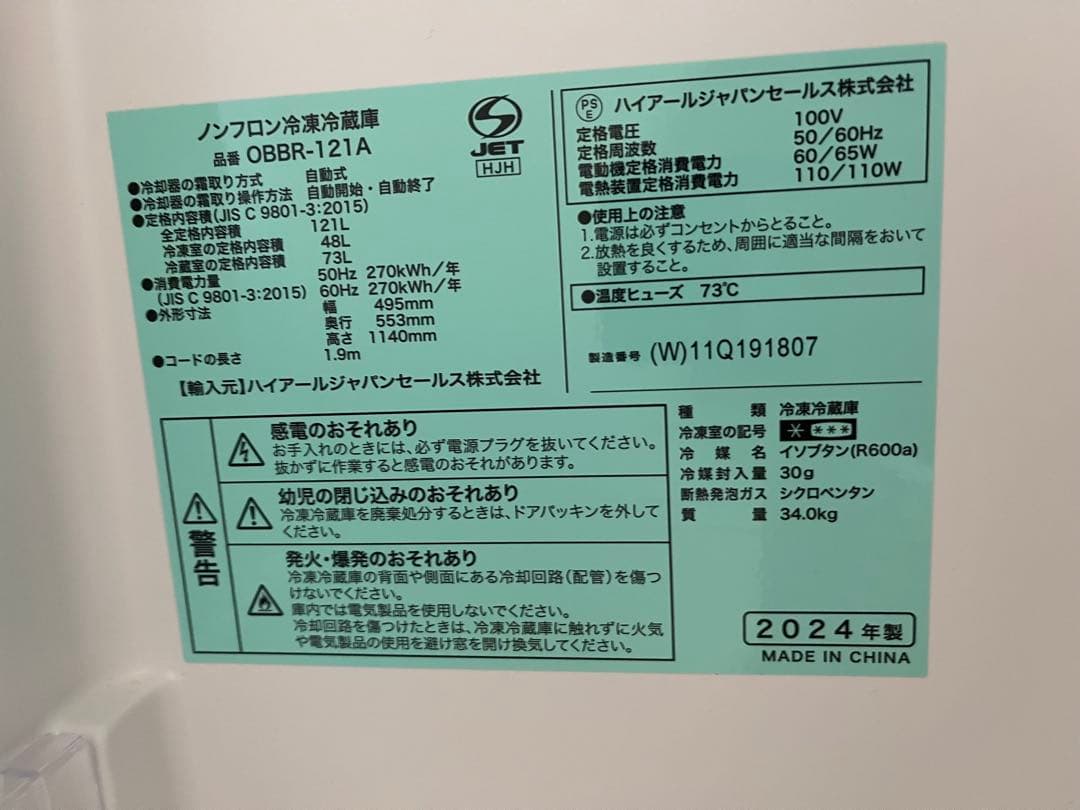 ノンフロン冷凍冷蔵庫
品番 OBBR-121A
JET
HJH
●冷却器の霜取り方式 自動式
●冷却器の霜取り操作方法 自動開始・自動終了
●定格内容積(JIS C 9801-3:2015)
全定格内容積 121L
冷凍室の定格内容積 48L
冷蔵室の定格内容積 73L
●消費電力量 50Hz 270kWh/年
(JIS C 9801-3:2015) 60Hz 270kWh/年
●外形寸法 幅 495mm
奥行 553mm
高さ 1140mm
●コードの長さ 1.9m
【輸入元】ハイアールジャパンセールス株式会社
PS
E
ハイアールジャパンセールス株式会社
定格電圧 100V
定格周波数 50/60Hz
電動機定格消費電力 60/65W
電熱装置定格消費電力 110/110W
●使用上の注意
1.電源は必ずコンセントからとること。
2.放熱を良くするため、周囲に適当な間隔をおいて
設置すること。
●温度ヒューズ 73℃
製造番号 (W)11Q191807
警告
感電のおそれあり
お手入れのときには、必ず電源プラグを抜いてください。
抜かずに作業すると感電のおそれがあります。
幼児の閉じ込みのおそれあり
冷凍冷蔵庫を廃棄処分するときは、ドアパッキンを外して
ください。
発火・爆発のおそれあり
冷凍冷蔵庫の背面や側面にある冷却回路(配管)を傷つ
けないでください。
庫内では電気製品を使用しないでください。
冷却回路を傷つけたときは、冷凍冷蔵庫に触れずに火気
や電気製品の使用を避け窓を開け換気してください。
種類 冷凍冷蔵庫
冷凍室の記号 * ***
冷媒名 イソブタン(R600a)
冷媒封入量 30g
断熱発泡ガス シクロペンタン
質量 34.0kg
2024年製
MADE IN CHINA